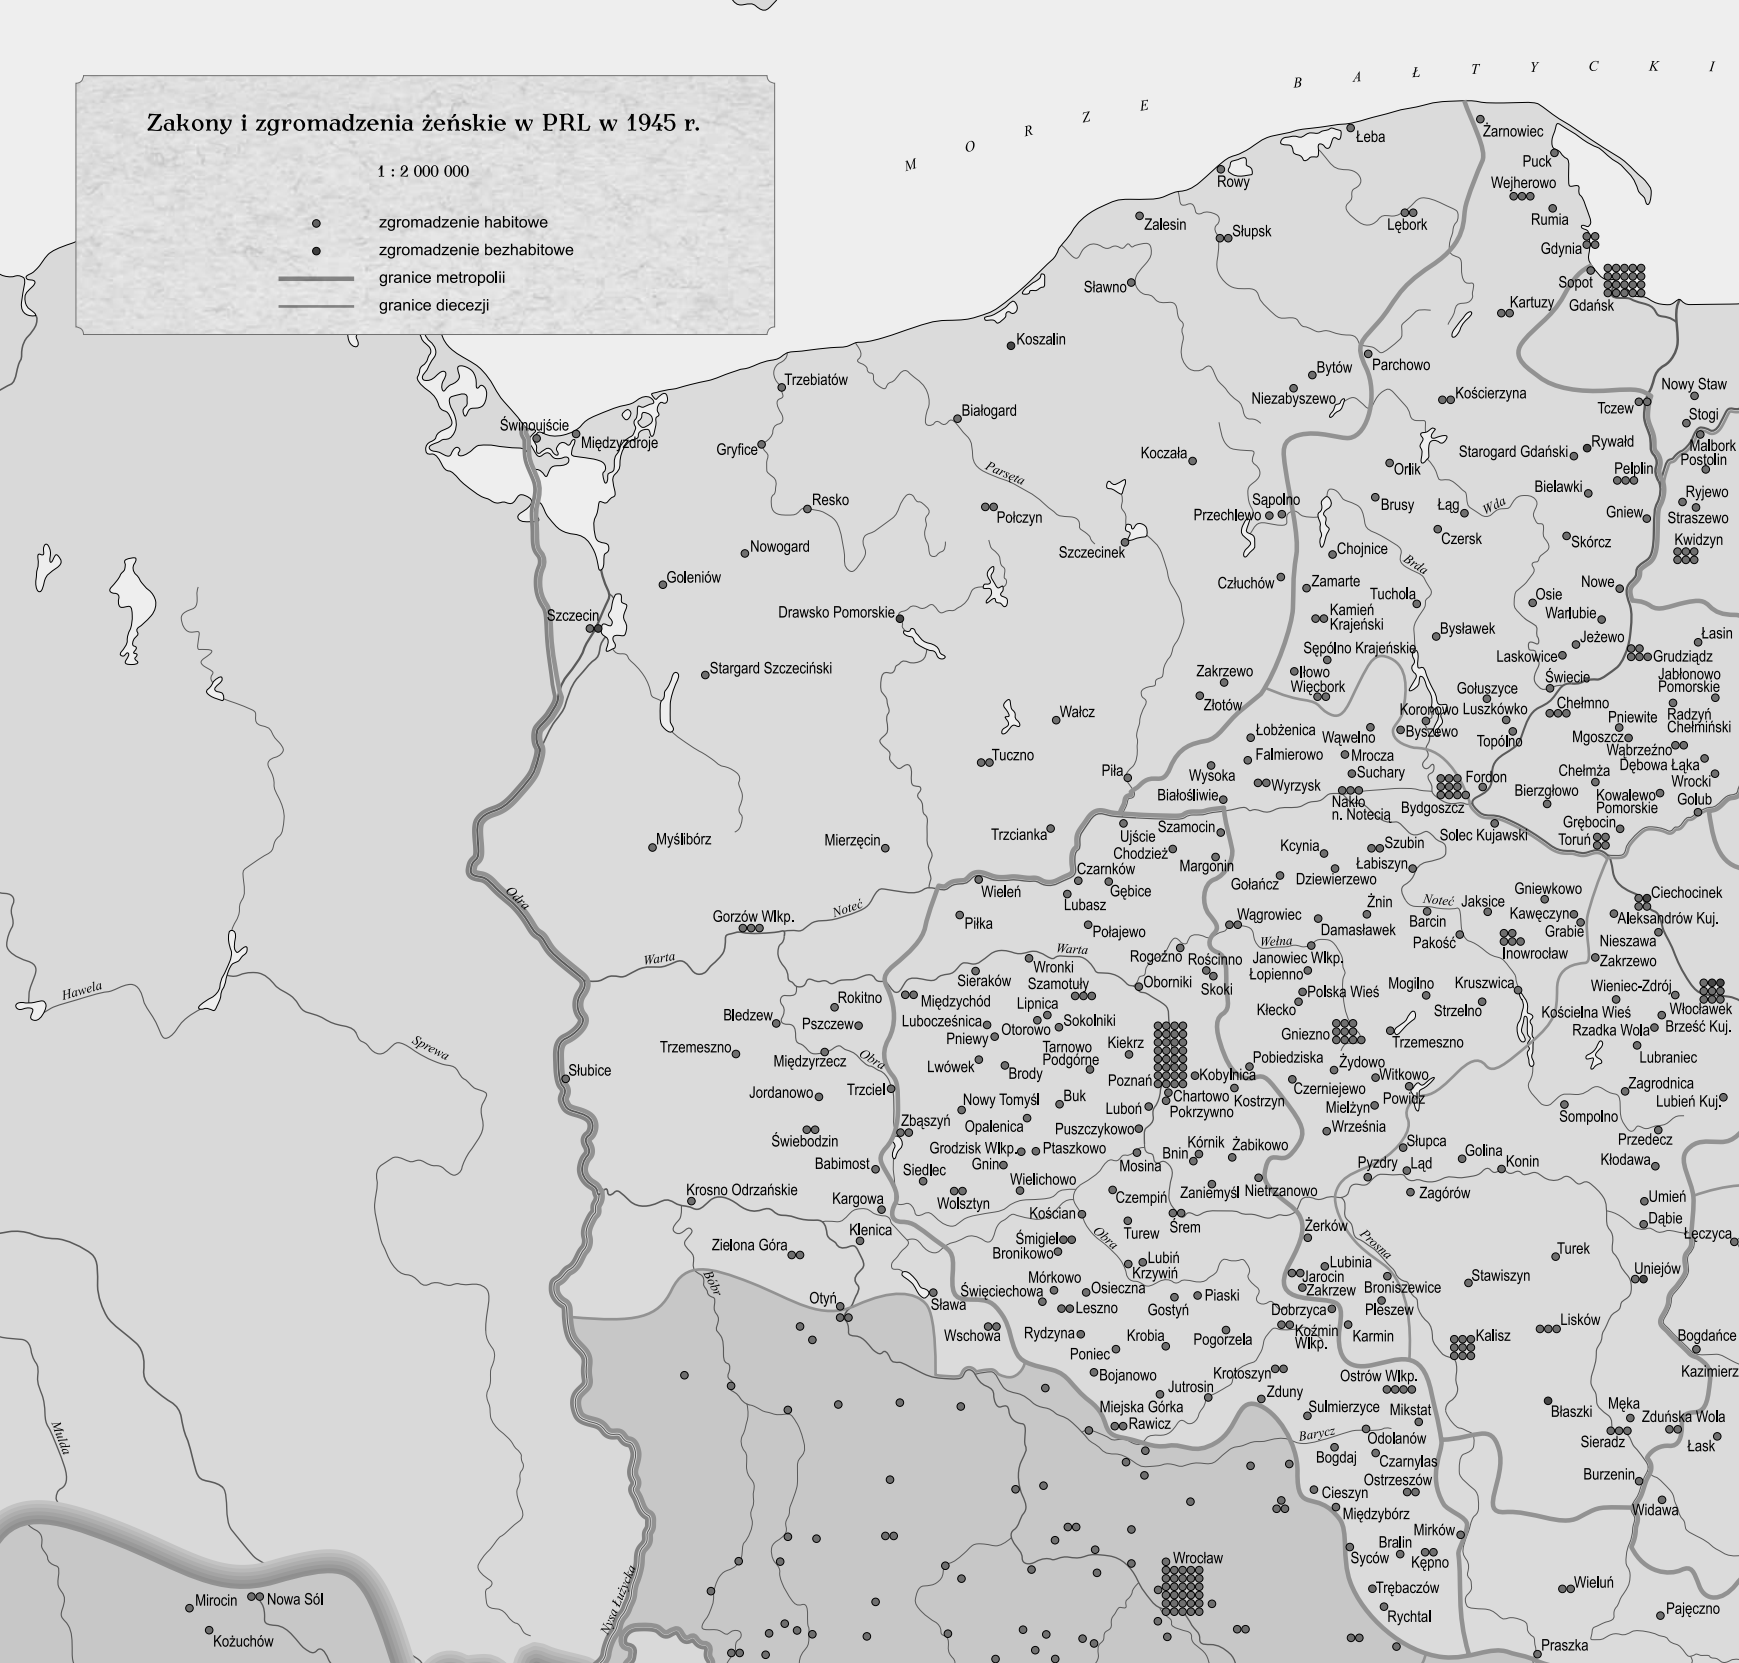 Zakony i zgromadzenia żeńskie w PRL w 1945 r.
1 : 2 000 000
zgromadzenie habitowe
zgromadzenie bezhabitowe
granice metropolii
granice diecezji
MORZE BAŁTYCKI
Łeba
Żarnowiec
Puck
Rowy
Wejherowo
Rumia
Zalesin
Słupsk
Lębork
Gdynia
Sławno
Sopot
Gdańsk
Kartuzy
Koszalin
Parchowo
Bytów
Niezabyszewo
Kościerzyna
Nowy Staw
Tczew
Stogi
Trzebiatów
Białogard
Świnoujście
Międzyzdroje
Gryfice
Koczała
Orlik
Starogard Gdański
Rywałd
Malbork
Postolin
Pelplin
Parsęta
Resko
Połczyn
Sąpolno
Przechlewo
Brusy
Łąg
Wda
Bielawki
Ryjewo
Gniew
Straszewo
Szczecinek
Nowogard
Chojnice
Czersk
Skórcz
Kwidzyn
Goleniów
Człuchów
Zamarte
Brda
Tuchola
Nowe
Osie
Warlubie
Szczecin
Drawsko Pomorskie
Kamień
Krajeński
Bysławek
Jeżewo
Łasin
Sępólno Krajeńskie
Laskowice
Grudziądz
Stargard Szczeciński
Zakrzewo
Iłowo
Więcbork
Świecie
Jabłonowo
Pomorskie
Złotów
Gołuszyce
Luszkówko
Chełmno
Koronowo
Radzyń
Chełmiński
Wałcz
Łobżenica
Wąwelno
Byszewo
Topólno
Pniewite
Mgoszcz
Wąbrzeźno
Tuczno
Falmierowo
Mrocza
Dębowa Łąka
Piła
Wysoka
Suchary
Fordon
Chełmża
Wrocki
Białośliwie
Wyrzysk
Nakło
n. Notecią
Bydgoszcz
Bierzgłowo
Kowalewo
Pomorskie
Golub
Myślibórz
Mierzęcin
Trzcianka
Ujście
Szamocin
Solec Kujawski
Grębocin
Toruń
Chodzież
Margonin
Kcynia
Szubin
Łabiszyn
Czarnków
Wieleń
Gębice
Gołańcz
Dziewierzewo
Lubasz
Odra
Gorzów Wlkp.
Noteć
Piłka
Połajewo
Wągrowiec
Żnin
Noteć
Jaksice
Gniewkowo
Ciechocinek
Damasławek
Barcin
Kawęczyn
Grabie
Aleksandrów Kuj.
Pakość
Nieszawa
Wełna
Warta
Warta
Wronki
Rogoźno
Rościnno
Janowiec Wlkp.
Inowrocław
Zakrzewo
Sieraków
Szamotuły
Oborniki
Skoki
Łopienno
Hawela
Rokitno
Międzychód
Lipnica
Polska Wieś
Mogilno
Kruszwica
Wieniec-Zdrój
Bledzew
Pszczew
Lubocześnica
Otorowo
Sokolniki
Kłecko
Strzelno
Kościelna Wieś
Włocławek
Pniewy
Gniezno
Rzadka Wola
Brześć Kuj.
Sprewa
Trzemeszno
Międzyrzecz
Obra
Tarnowo
Podgórne
Kiekrz
Trzemeszno
Lubraniec
Lwówek
Brody
Poznań
Kobylnica
Pobiedziska
Żydowo
Słubice
Jordanowo
Trzciel
Czerniejewo
Witkowo
Zagrodnica
Nowy Tomyśl
Buk
Luboń
Chartowo
Pokrzywno
Kostrzyn
Mielżyn
Powidz
Lubień Kuj.
Zbąszyń
Opalenica
Puszczykowo
Września
Sompolno
Świebodzin
Grodzisk Wlkp.
Ptaszkowo
Kórnik
Żabikowo
Słupca
Przedecz
Babimost
Siedlec
Gnin
Mosina
Bnin
Pyzdry
Ląd
Golina
Konin
Kłodawa
Krosno Odrzańskie
Kargowa
Wolsztyn
Wielichowo
Czempiń
Zaniemyśl
Nietrzanowo
Zagórów
Umień
Klenica
Kościan
Turew
Śrem
Żerków
Dąbie
Łęczyca
Zielona Góra
Śmigiel
Bronikowo
Obra
Lubiń
Krzywiń
Prosna
Turek
Lubinia
Bóbr
Otyń
Sława
Święciechowa
Mórkowo
Osieczna
Piaski
Jarocin
Zakrzew
Broniszewice
Stawiszyn
Uniejów
Leszno
Gostyń
Dobrzyca
Pleszew
Wschowa
Rydzyna
Krobia
Pogorzela
Koźmin
Wlkp.
Karmin
Kalisz
Lisków
Bogdańce
Poniec
Kazimierz
Bojanowo
Krotoszyn
Ostrów Wlkp.
Jutrosin
Zduny
Miejska Górka
Sulmierzyce
Mikstat
Błaszki
Męka
Zduńska Wola
Rawicz
Barycz
Odolanów
Sieradz
Łask
Mulda
Bogdaj
Czarnylas
Burzenin
Ostrzeszów
Cieszyn
Międzybórz
Widawa
Mirków
Bralin
Syców
Kępno
Wrocław
Trębaczów
Wieluń
Rychtal
Pajęczno
Mirocin
Nowa Sól
Kożuchów
Nysa Łużycka
Praszka